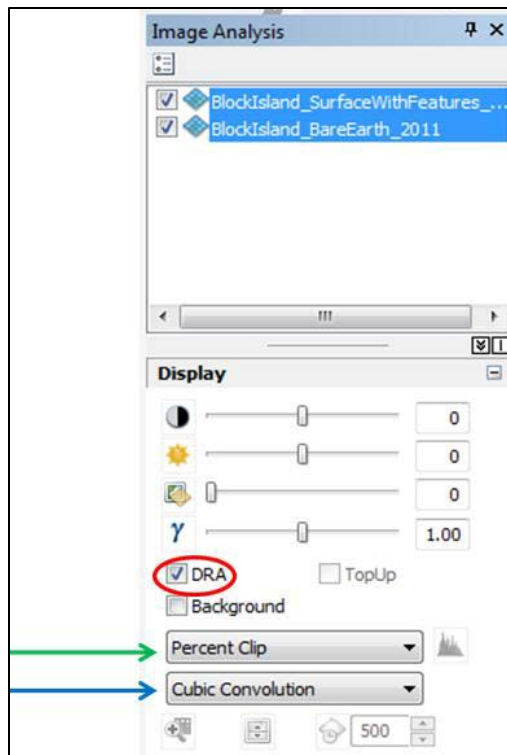 Image Analysis
BlockIsland_SurfaceWithFeatures_...
BlockIsland_BareEarth_2011
Display
0
0
0
γ 1.00
DRA TopUp
Background
Percent Clip
Cubic Convolution
500